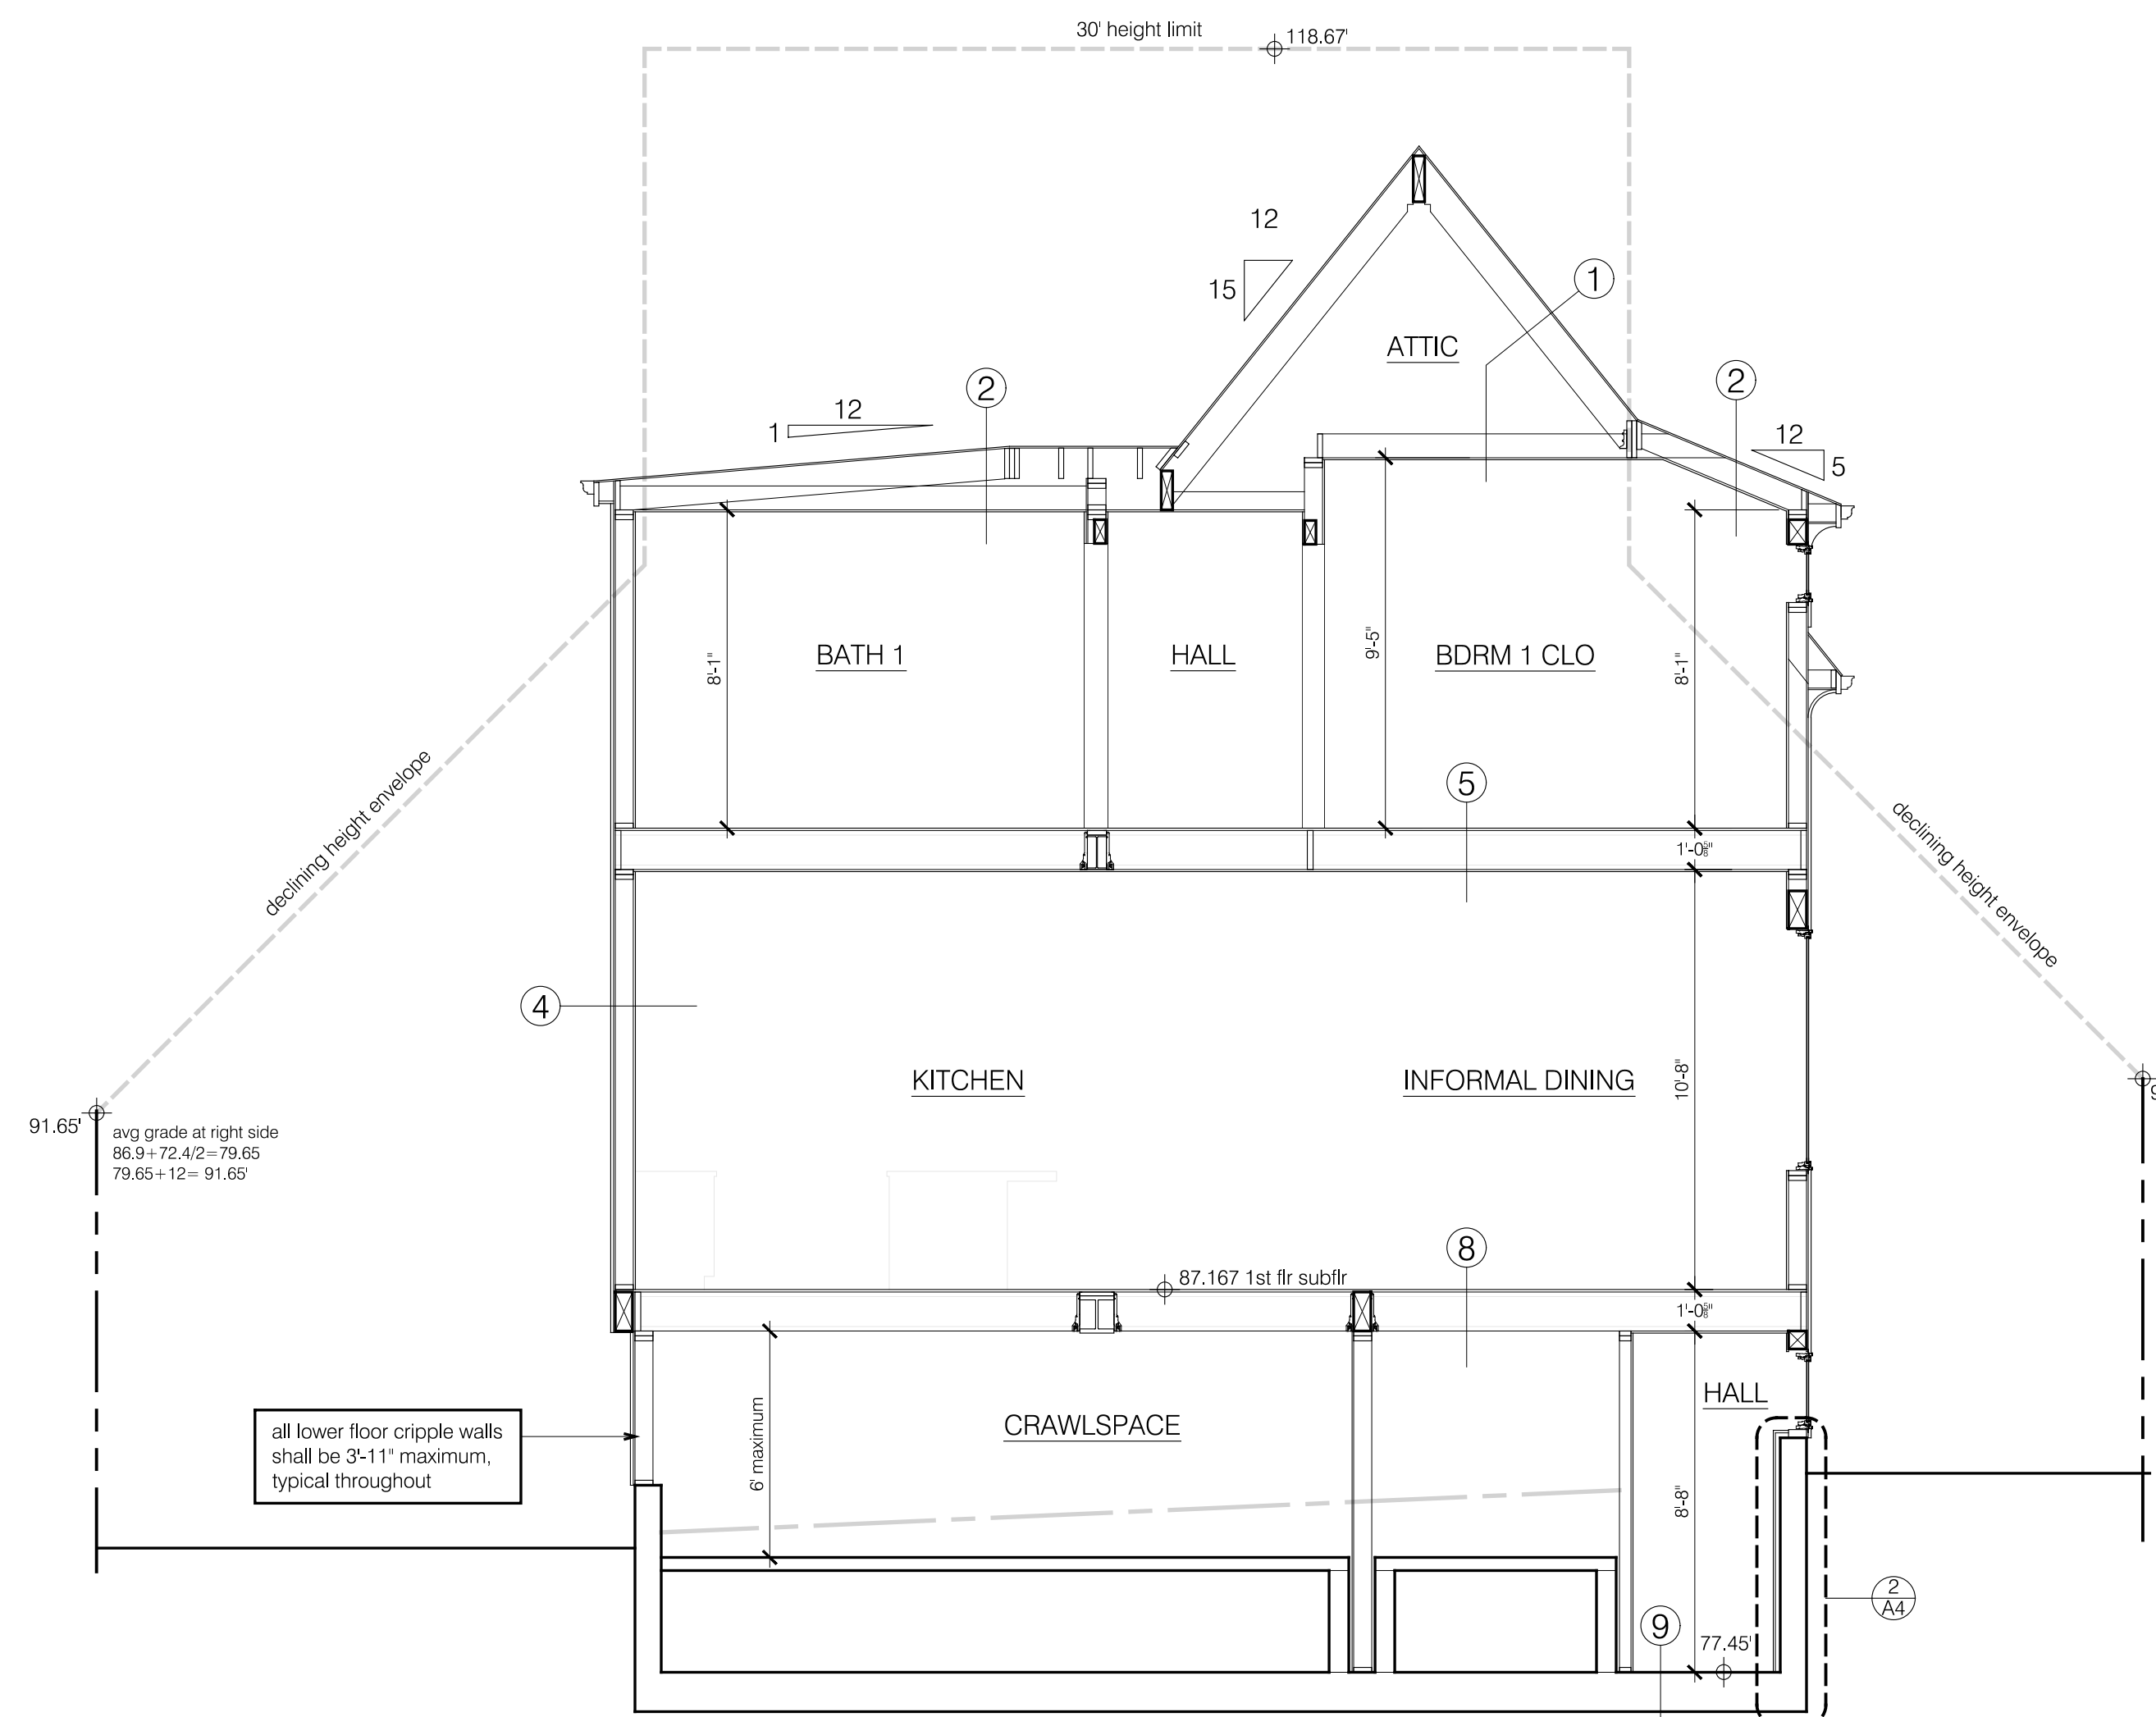 30' height limit
118.67'
12
15
1
ATTIC
2
2
12
1
12
5
BATH 1
HALL
BDRM 1 CLO
8'-1"
9'-5"
8'-1"
5
1'-0⅝"
declining height envelope
declining height envelope
4
KITCHEN
INFORMAL DINING
10'-8"
91.65'
avg grade at right side
86.9+72.4/2=79.65
79.65+12= 91.65'
8
87.167 1st flr subflr
1'-0⅝"
HALL
all lower floor cripple walls
shall be 3'-11" maximum,
typical throughout
CRAWLSPACE
6' maximum
8'-8"
2
A4
9
77.45'